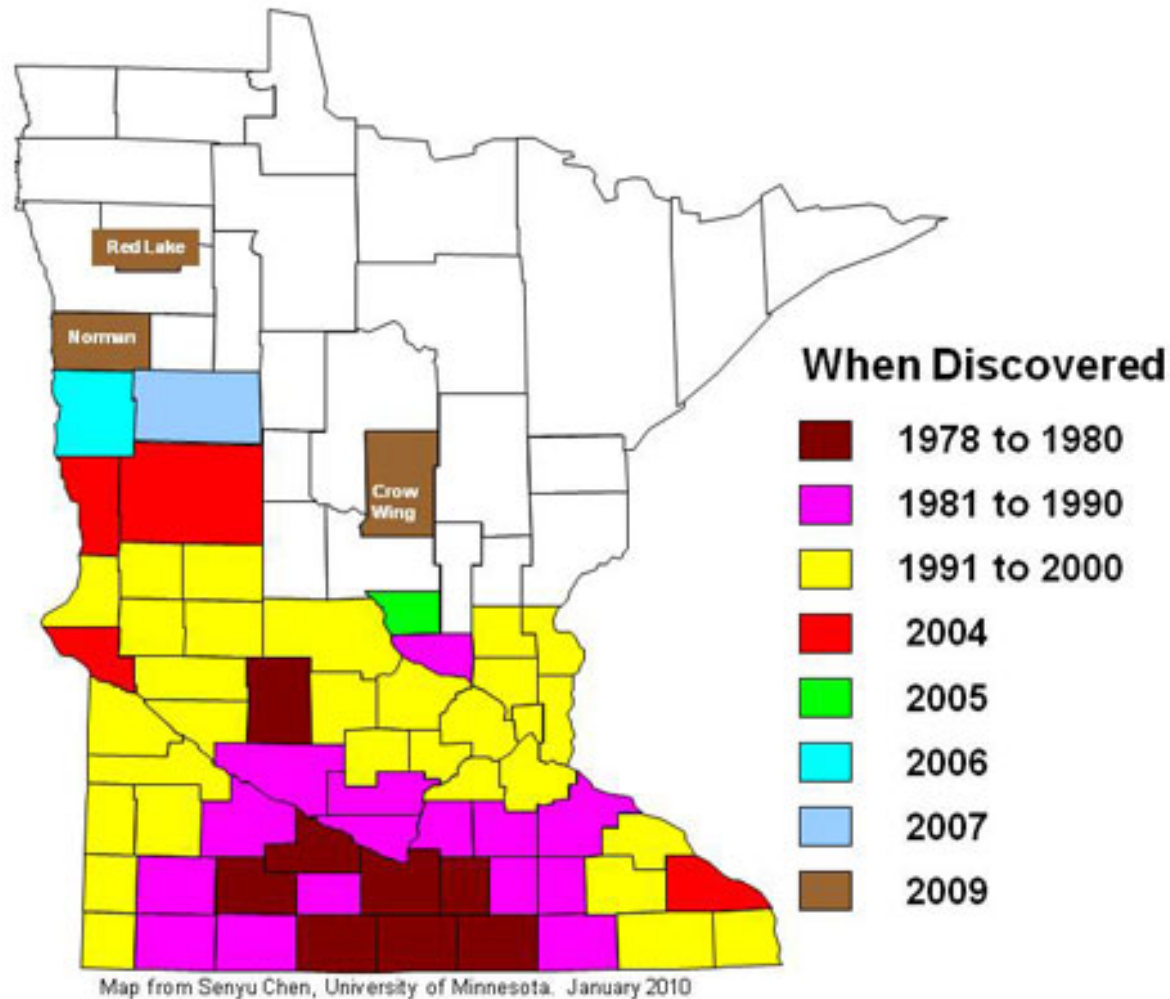 Red Lake
Norman
Crow
Wing
When Discovered
1978 to 1980
1981 to 1990
1991 to 2000
2004
2005
2006
2007
2009
Map from Senyu Chen, University of Minnesota. January 2010